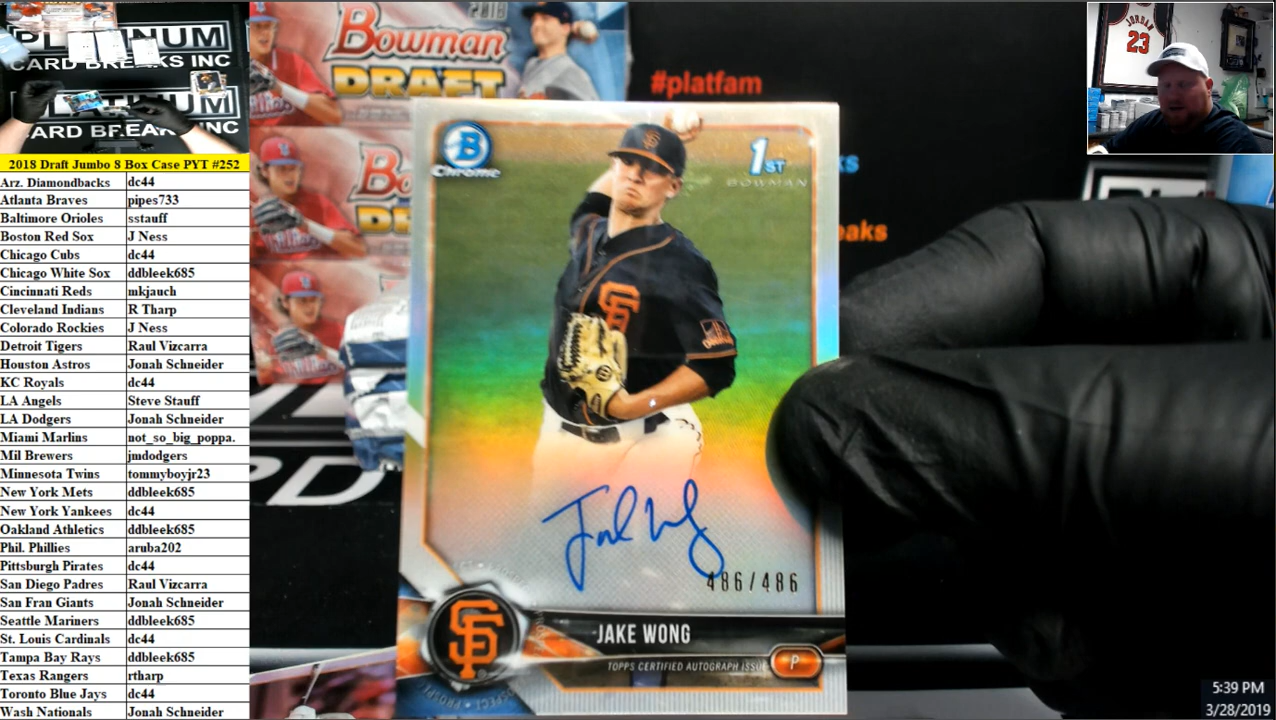 PLATINUM
CARD BREAKS INC
CARD BREAK INC
2018 Draft Jumbo 8 Box Case PYT #252
Arz. Diamondbacks dc44
Atlanta Braves pipes733
Baltimore Orioles sstauff
Boston Red Sox J Ness
Chicago Cubs dc44
Chicago White Sox ddbleek685
Cincinnati Reds mkjauch
Cleveland Indians R Tharp
Colorado Rockies J Ness
Detroit Tigers Raul Vizcarra
Houston Astros Jonah Schneider
KC Royals dc44
LA Angels Steve Stauff
LA Dodgers Jonah Schneider
Miami Marlins not_so_big_poppa.
Mil Brewers jmdodgers
Minnesota Twins tommyboyjr23
New York Mets ddbleek685
New York Yankees dc44
Oakland Athletics ddbleek685
Phil. Phillies aruba202
Pittsburgh Pirates dc44
San Diego Padres Raul Vizcarra
San Fran Giants Jonah Schneider
Seattle Mariners ddbleek685
St. Louis Cardinals dc44
Tampa Bay Rays ddbleek685
Texas Rangers rtharp
Toronto Blue Jays dc44
Wash Nationals Jonah Schneider
2018
Bowman
DRAFT
#platfam
JORDAN
23
B
Chrome
1ST
BOWMAN
SF
486/486
SF
JAKE WONG
TOPPS CERTIFIED AUTOGRAPH ISSUE
P
5:39 PM
3/28/2019